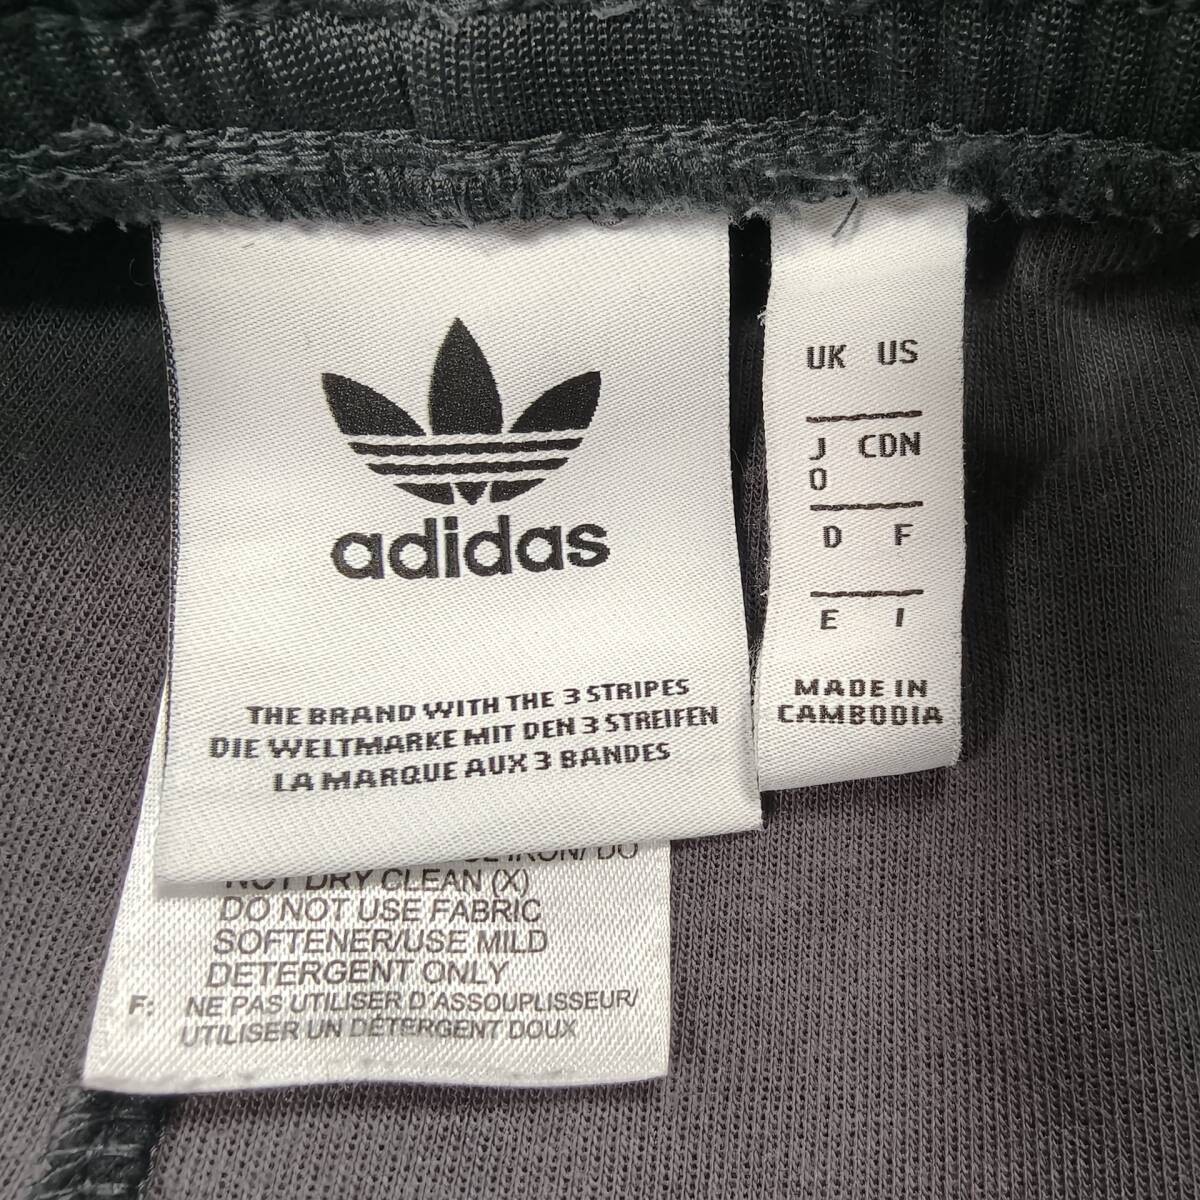 adidas
THE BRAND WITH THE 3 STRIPES
DIE WELTMARKE MIT DEN 3 STREIFEN
LA MARQUE AUX 3 BANDES
UK US
J CDN
O
D F
E I
MADE IN
CAMBODIA
IRON/ DO
NOT DRY CLEAN (X)
DO NOT USE FABRIC
SOFTENER/USE MILD
DETERGENT ONLY
F: NE PAS UTILISER D'ASSOUPLISSEUR/
UTILISER UN DÉTERGENT DOUX